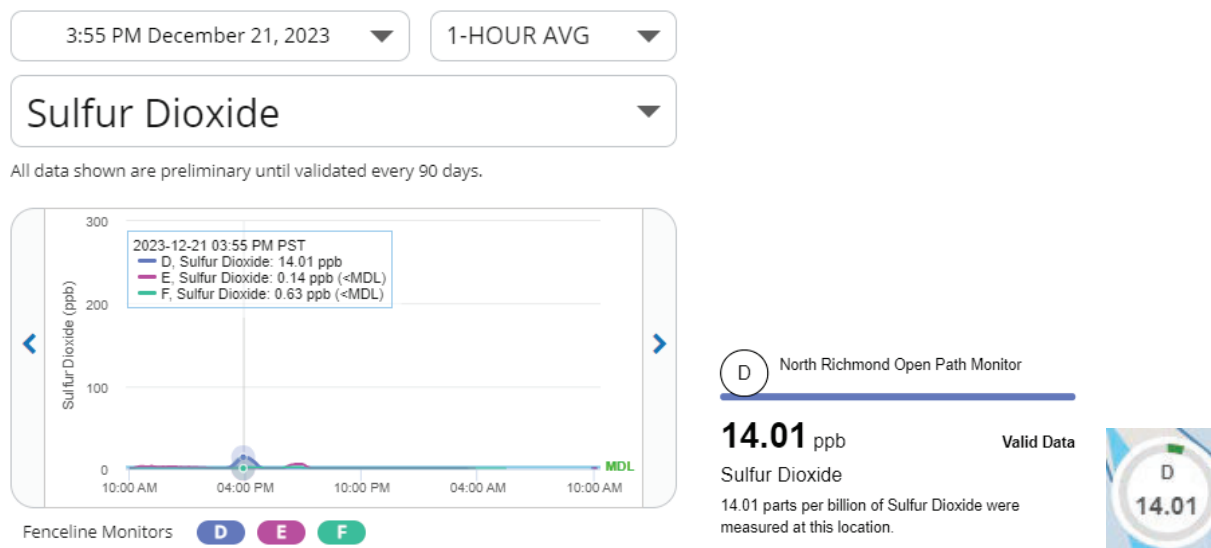 3:55 PM December 21, 2023
1-HOUR AVG
Sulfur Dioxide
All data shown are preliminary until validated every 90 days.
300
200
100
0
Sulfur Dioxide (ppb)
2023-12-21 03:55 PM PST
D, Sulfur Dioxide: 14.01 ppb
E, Sulfur Dioxide: 0.14 ppb (<MDL)
F, Sulfur Dioxide: 0.63 ppb (<MDL)
MDL
10:00 AM
04:00 PM
10:00 PM
04:00 AM
10:00 AM
Fenceline Monitors
D
E
F
D
North Richmond Open Path Monitor
14.01 ppb
Valid Data
Sulfur Dioxide
14.01 parts per billion of Sulfur Dioxide were
measured at this location.
D
14.01